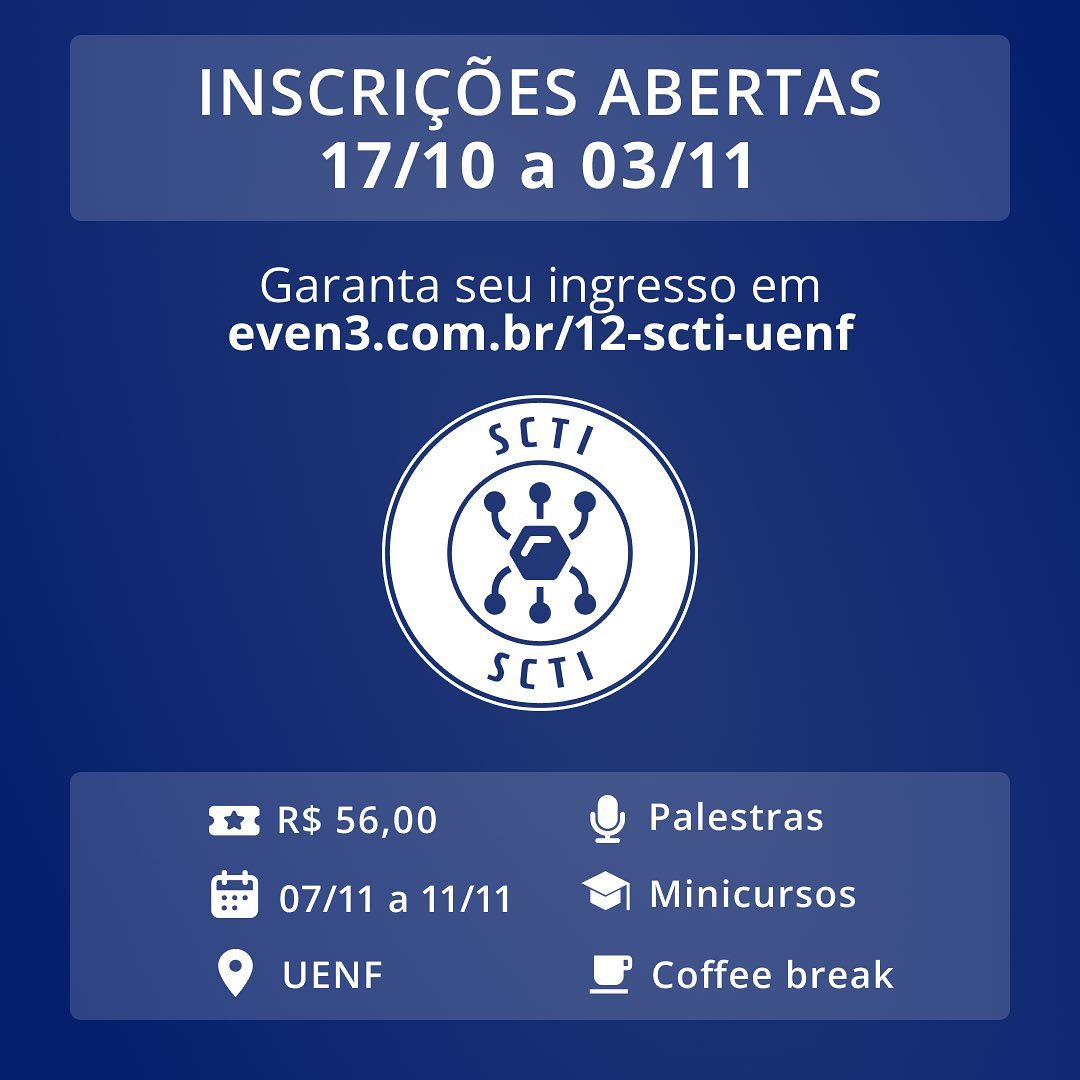 INSCRIÇÕES ABERTAS
17/10 a 03/11
Garanta seu ingresso em
even3.com.br/12-scti-uenf
SCTI
SCTI
R$ 56,00
07/11 a 11/11
UENF
Palestras
Minicursos
Coffee break